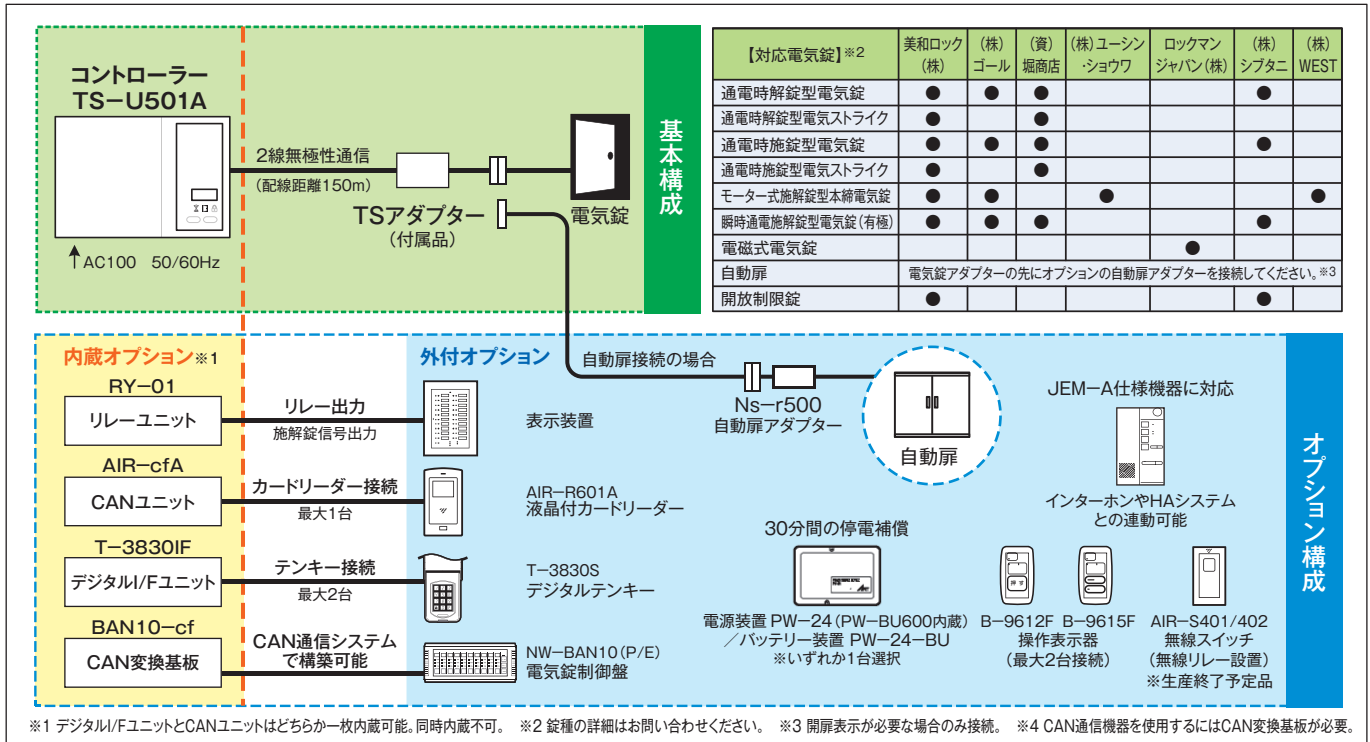 コントローラー
TS-U501A
2線無極性通信
(配線距離150m)
TSアダプター
(付属品)
電気錠
AC100 50/60Hz
基本構成
【対応電気錠】※2 美和ロック(株) (株)ゴール (資)堀商店 (株)ユーシン・ショウワ ロックマンジャパン(株) (株)シブタニ (株)WEST
通電時解錠型電気錠 ● ● ● ●
通電時解錠型電気ストライク ● ●
通電時施錠型電気錠 ● ● ● ●
通電時施錠型電気ストライク ● ●
モーター式施解錠型本締電気錠 ● ● ● ●
瞬時通電施解錠型電気錠(有極) ● ● ● ●
電磁式電気錠 ●
自動扉 電気錠アダプターの先にオプションの自動扉アダプターを接続してください。※3
開放制限錠 ● ●
内蔵オプション※1
外付オプション
自動扉接続の場合
Ns-r500
自動扉アダプター
自動扉
RY-01
リレーユニット
リレー出力
施解錠信号出力
表示装置
AIR-cfA
CANユニット
カードリーダー接続
最大1台
AIR-R601A
液晶付カードリーダー
T-3830IF
デジタルI/Fユニット
テンキー接続
最大2台
T-3830S
デジタルテンキー
BAN10-cf
CAN変換基板
CAN通信システム
で構築可能
NW-BAN10(P/E)
電気錠制御盤
JEM-A仕様機器に対応
インターホンやHAシステム
との連動可能
30分間の停電補償
電源装置 PW-24(PW-BU600内蔵)
/バッテリー装置 PW-24-BU
※いずれか1台選択
押す
B-9612F B-9615F
操作表示器
(最大2台接続)
AIR-S401/402
無線スイッチ
(無線リレー設置)
※生産終了予定品
オプション構成
※1 デジタルI/FユニットとCANユニットはどちらか一枚内蔵可能。同時内蔵不可。 ※2 錠種の詳細はお問い合わせください。 ※3 開扉表示が必要な場合のみ接続。 ※4 CAN通信機器を使用するにはCAN変換基板が必要。